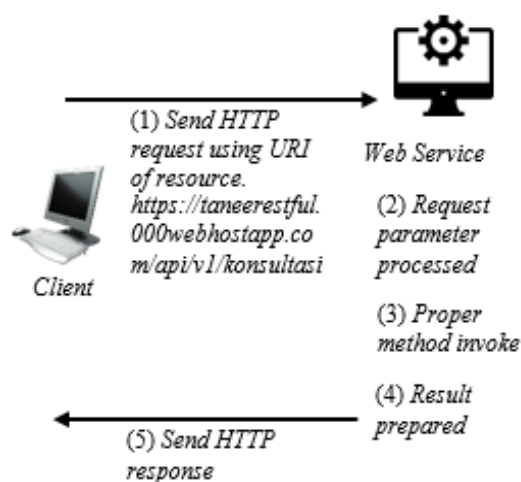 (1) Send HTTP
request using URI
of resource.
https://taneerestful.
000webhostapp.co
m/api/v1/konsultasi
Client
Web Service
(2) Request
parameter
processed
(3) Proper
method invoke
(4) Result
prepared
(5) Send HTTP
response